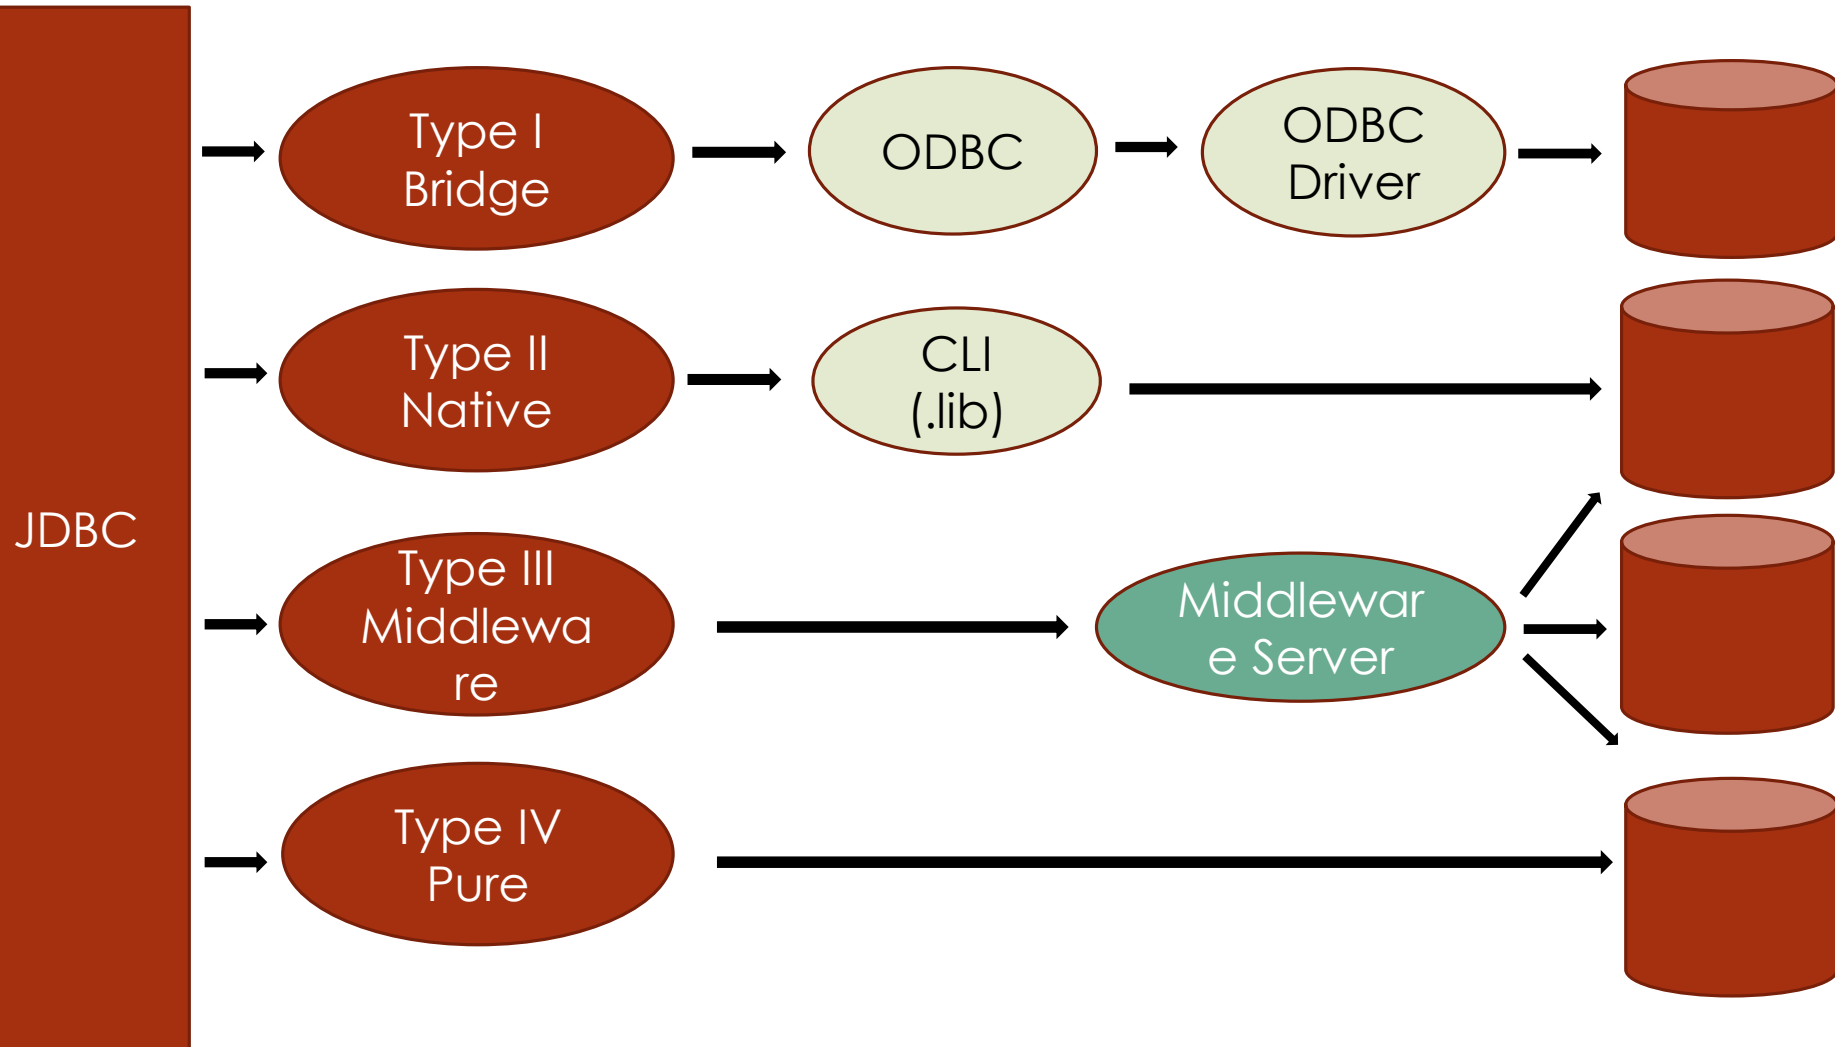 JDBC
Type I
Bridge
ODBC
ODBC
Driver
Type II
Native
CLI
(.lib)
Type III
Middlewa
re
Middlewar
e Server
Type IV
Pure